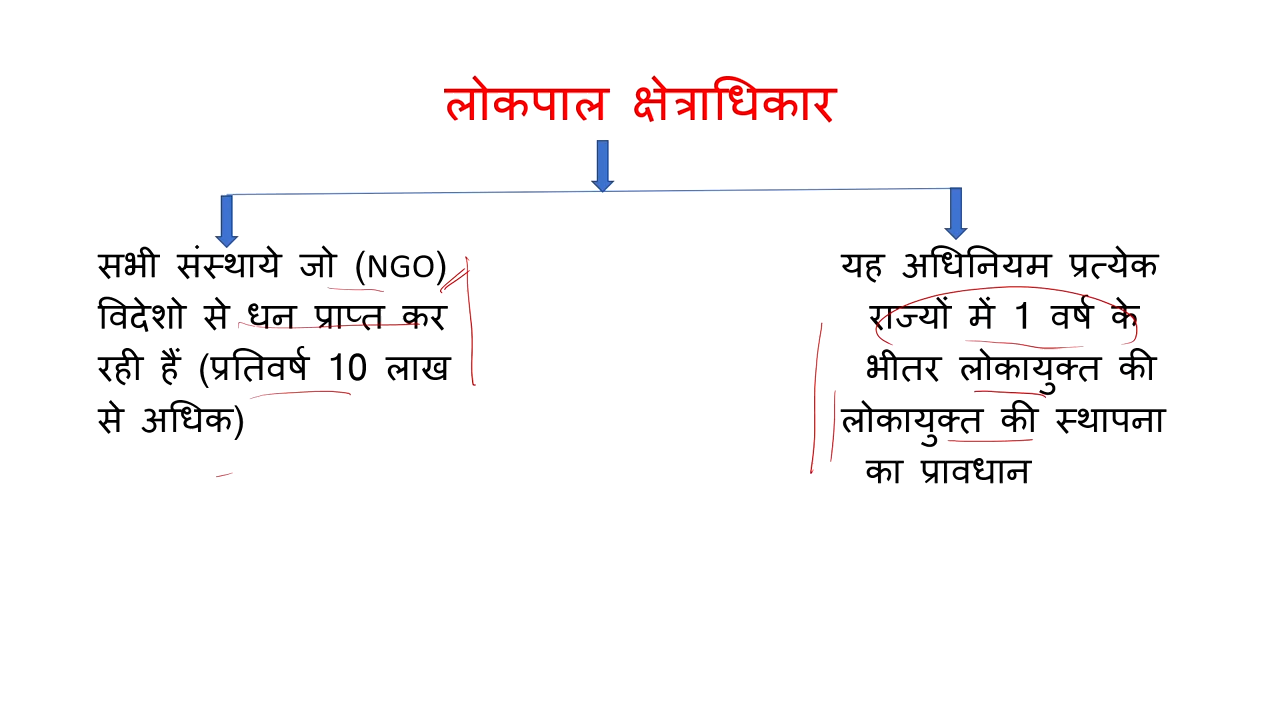 लोकपाल क्षेत्राधिकार
सभी संस्थाये जो (NGO)
विदेशो से धन प्राप्त कर
रही हैं (प्रतिवर्ष 10 लाख
से अधिक)
यह अधिनियम प्रत्येक
राज्यों में 1 वर्ष के
भीतर लोकायुक्त की
लोकायुक्त की स्थापना
का प्रावधान